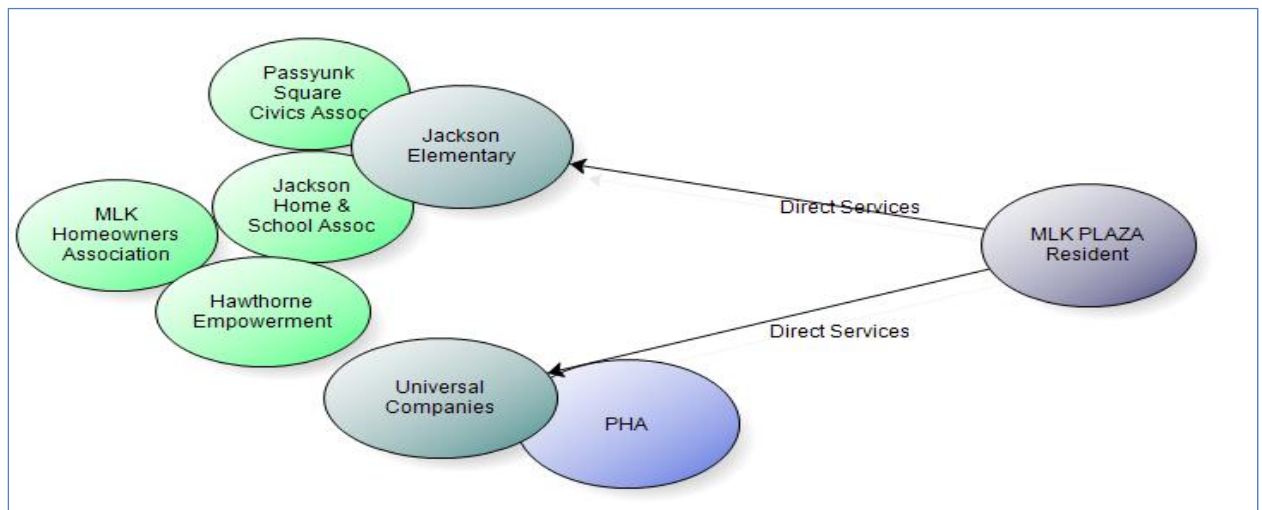 Passyunk
Square
Civics Assoc
Jackson
Elementary
Jackson
Home &
School Assoc
MLK
Homeowners
Association
Direct Services
MLK PLAZA
Resident
Hawthorne
Empowerment
Direct Services
Universal
Companies
PHA